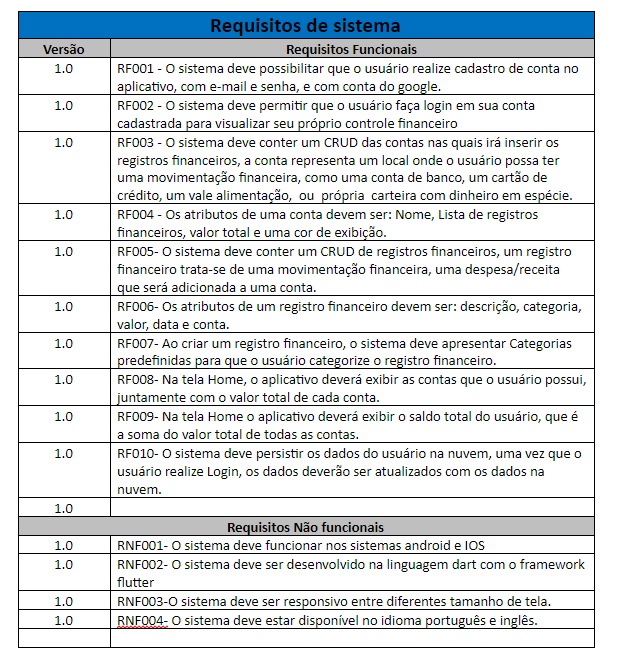 Requisitos de sistema
Versão Requisitos Funcionais
1.0 RF001 - O sistema deve possibilitar que o usuário realize cadastro de conta no
aplicativo, com e-mail e senha, e com conta do google.
1.0 RF002 - O sistema deve permitir que o usuário faça login em sua conta
cadastrada para visualizar seu próprio controle financeiro
1.0 RF003 - O sistema deve conter um CRUD das contas nas quais irá inserir os
registros financeiros, a conta representa um local onde o usuário possa ter
uma movimentação financeira, como uma conta de banco, um cartão de
crédito, um vale alimentação, ou própria carteira com dinheiro em espécie.
1.0 RF004 - Os atributos de uma conta devem ser: Nome, Lista de registros
financeiros, valor total e uma cor de exibição.
1.0 RF005- O sistema deve conter um CRUD de registros financeiros, um registro
financeiro trata-se de uma movimentação financeira, uma despesa/receita
que será adicionada a uma conta.
1.0 RF006- Os atributos de um registro financeiro devem ser: descrição, categoria,
valor, data e conta.
1.0 RF007- Ao criar um registro financeiro, o sistema deve apresentar Categorias
predefinidas para que o usuário categorize o registro financeiro.
1.0 RF008- Na tela Home, o aplicativo deverá exibir as contas que o usuário possui,
juntamente com o valor total de cada conta.
1.0 RF009- Na tela Home o aplicativo deverá exibir o saldo total do usuário, que é
a soma do valor total de todas as contas.
1.0 RF010- O sistema deve persistir os dados do usuário na nuvem, uma vez que o
usuário realize Login, os dados deverão ser atualizados com os dados na
nuvem.
1.0
Requisitos Não funcionais
1.0 RNF001- O sistema deve funcionar nos sistemas android e IOS
1.0 RNF002- O sistema deve ser desenvolvido na linguagem dart com o framework
flutter
1.0 RNF003-O sistema deve ser responsivo entre diferentes tamanho de tela.
1.0 RNF004- O sistema deve estar disponível no idioma português e inglês.